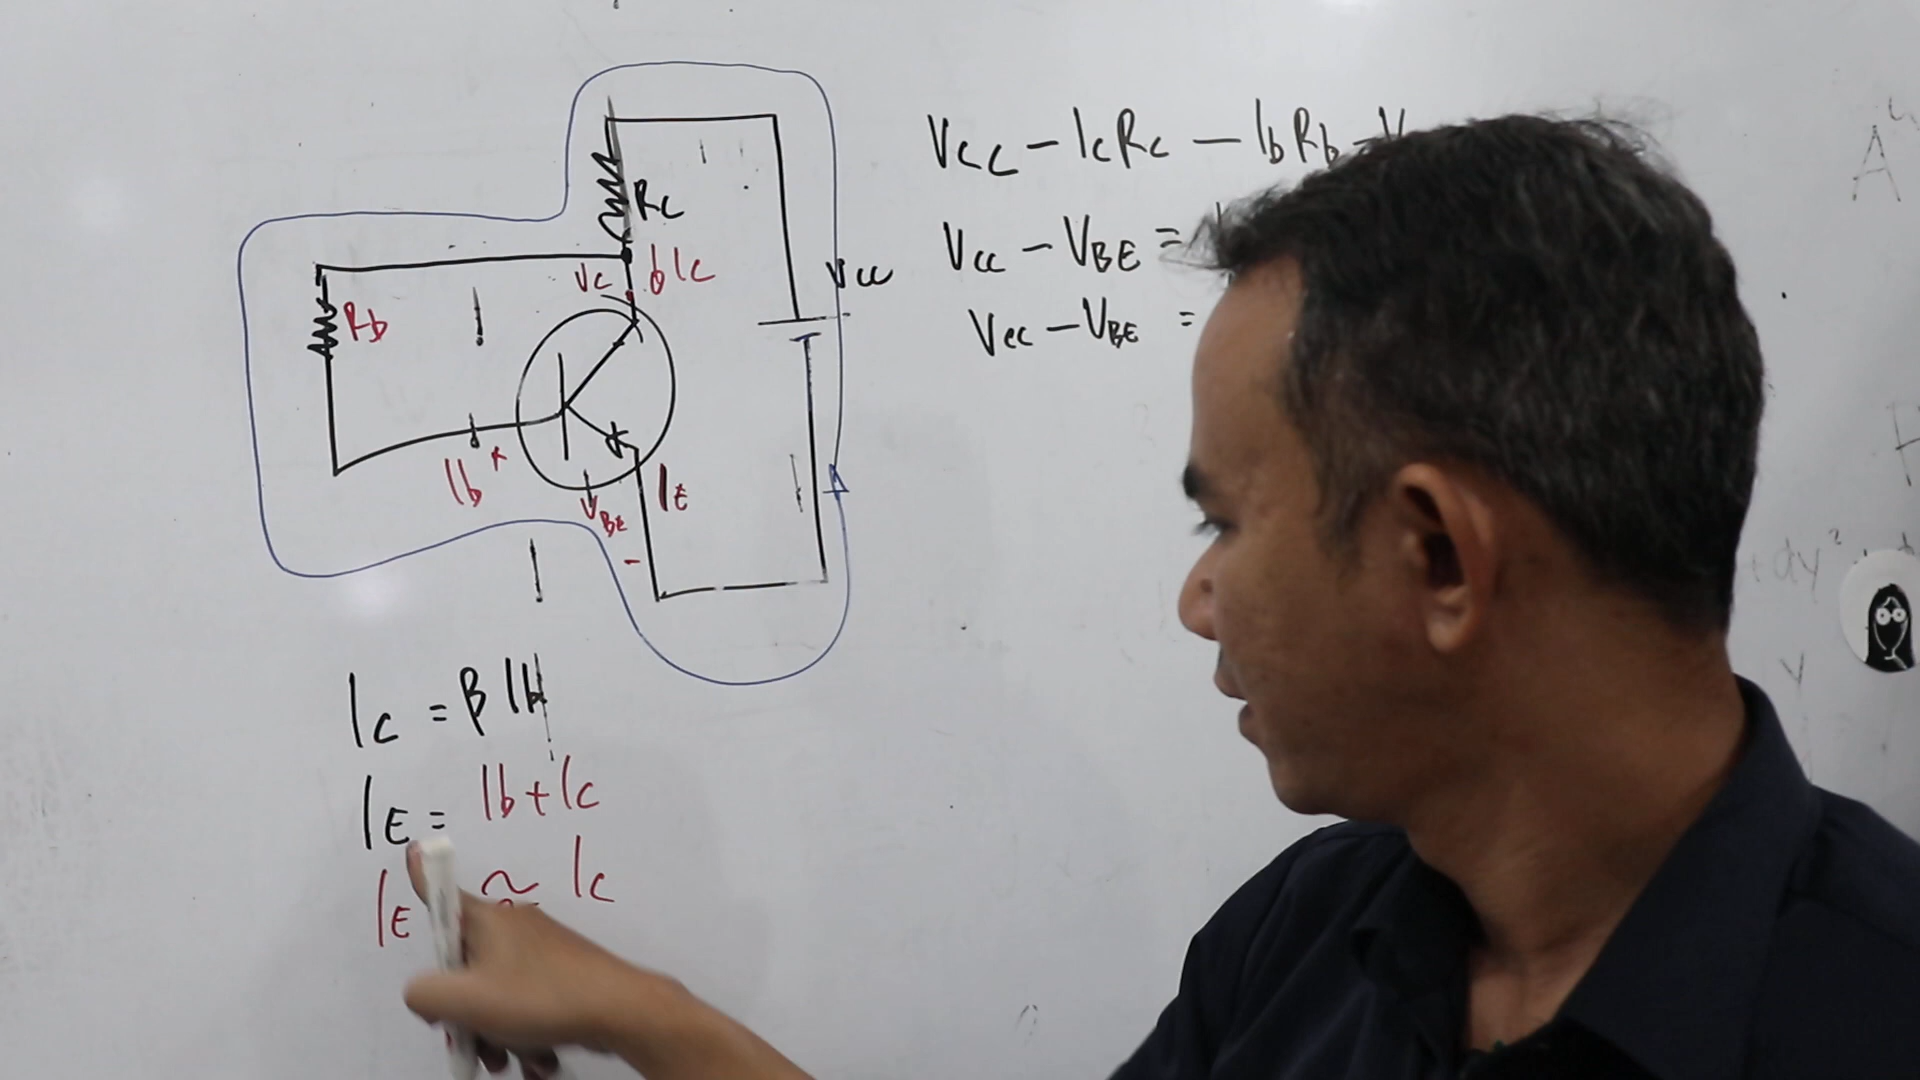 Vcc - IcRc - IbRb - V
Vcc - VBE =
Vcc - VBE =
Rc
Vc Ic
Vcc
Rb
Ib +
VBE
IE
-
Ic = β Ib
IE = Ib + Ic
IE ≈ Ic
A
+ dy²
y